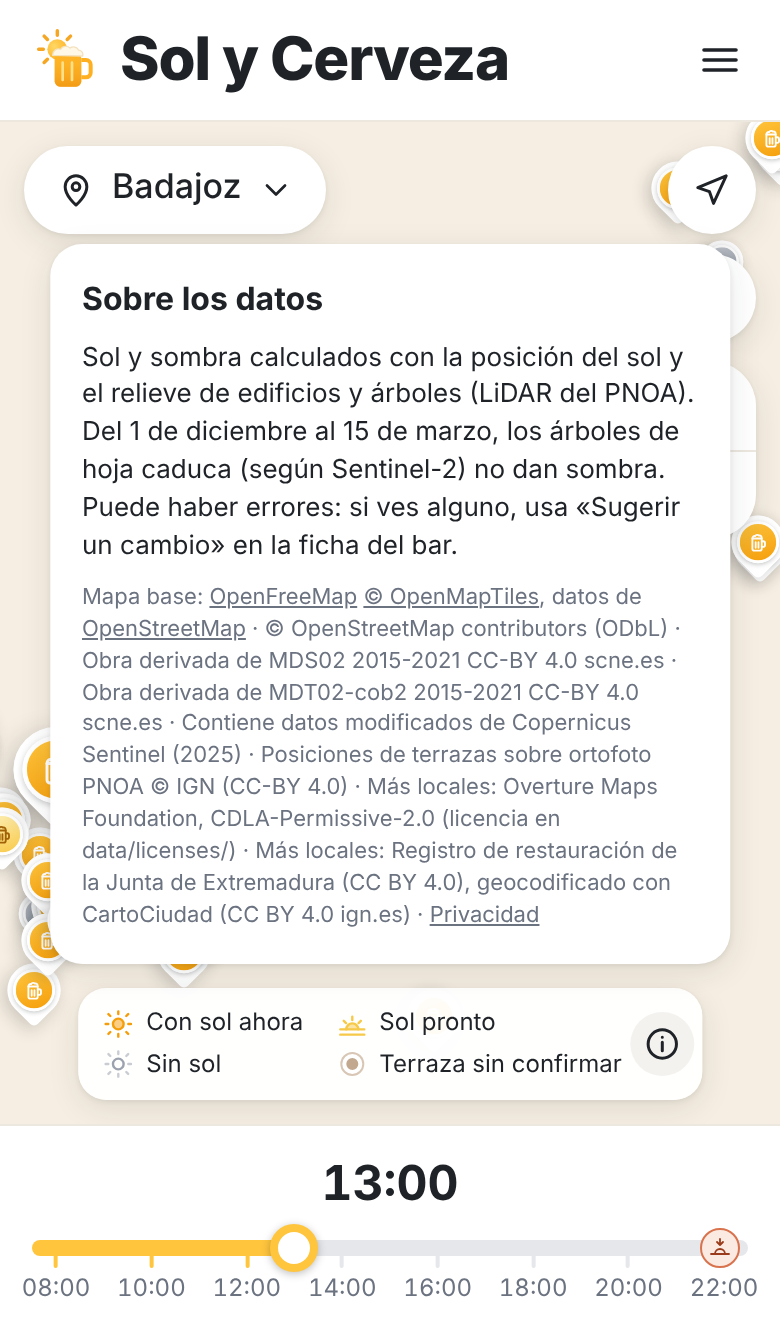 Sol y Cerveza
Badajoz
Sobre los datos
Sol y sombra calculados con la posición del sol y
el relieve de edificios y árboles (LiDAR del PNOA).
Del 1 de diciembre al 15 de marzo, los árboles de
hoja caduca (según Sentinel-2) no dan sombra.
Puede haber errores: si ves alguno, usa «Sugerir
un cambio» en la ficha del bar.
Mapa base: OpenFreeMap © OpenMapTiles, datos de
OpenStreetMap · © OpenStreetMap contributors (ODbL) ·
Obra derivada de MDS02 2015-2021 CC-BY 4.0 scne.es ·
Obra derivada de MDT02-cob2 2015-2021 CC-BY 4.0
scne.es · Contiene datos modificados de Copernicus
Sentinel (2025) · Posiciones de terrazas sobre ortofoto
PNOA © IGN (CC-BY 4.0) · Más locales: Overture Maps
Foundation, CDLA-Permissive-2.0 (licencia en
data/licenses/) · Más locales: Registro de restauración de
la Junta de Extremadura (CC BY 4.0), geocodificado con
CartoCiudad (CC BY 4.0 ign.es) · Privacidad
Con sol ahora Sol pronto
Sin sol Terraza sin confirmar
13:00
08:00 10:00 12:00 14:00 16:00 18:00 20:00 22:00